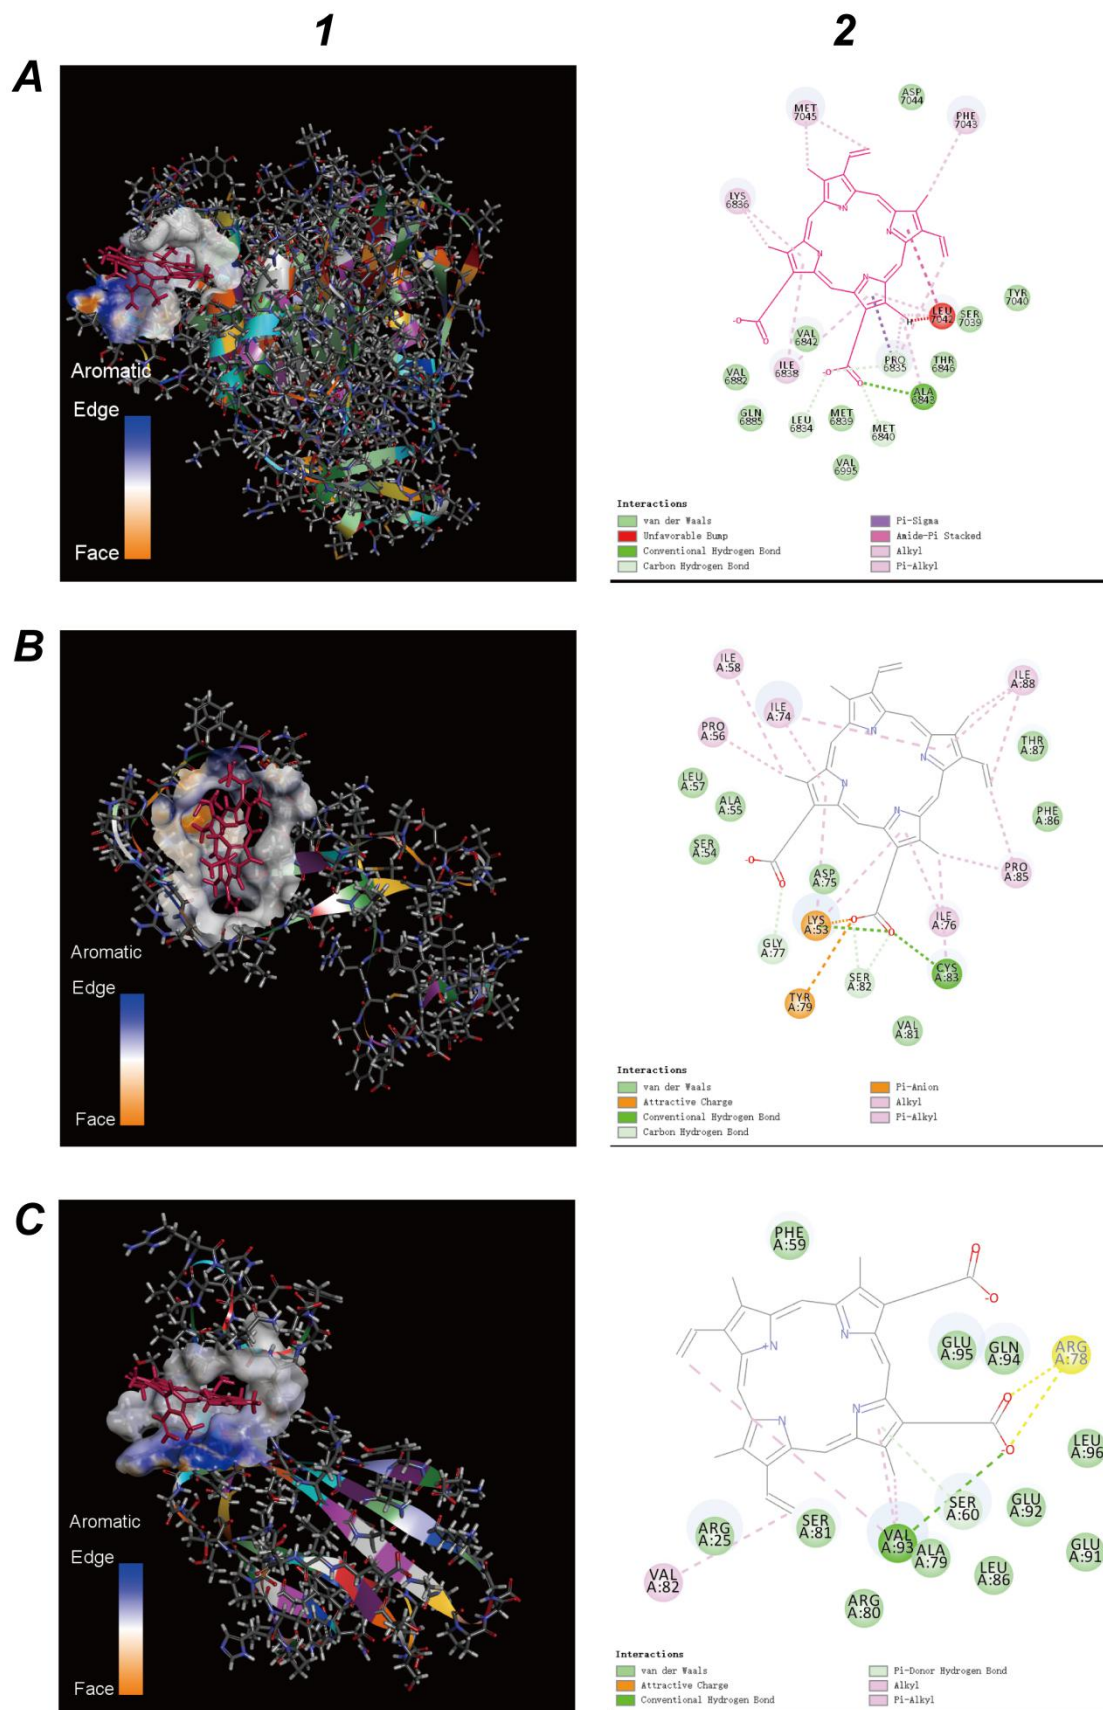 1
2
A
Aromatic
Edge
Face
MET
7045
ASP
7044
PHE
7043
LYS
6836
TYR
7040
LEU
7042
SER
7039
VAL
6842
ILE
6838
PRO
6835
THR
6846
VAL
6882
ALA
6843
GLN
6885
LEU
6834
MET
6839
MET
6840
VAL
6995
N
N
N
N
H
-O
O
-O
O
Interactions
van der Waals
Unfavorable Bump
Conventional Hydrogen Bond
Carbon Hydrogen Bond
Pi-Sigma
Amide-Pi Stacked
Alkyl
Pi-Alkyl
B
Aromatic
Edge
Face
ILE
A:58
ILE
A:74
ILE
A:88
PRO
A:56
THR
A:87
LEU
A:57
ALA
A:55
PHE
A:86
SER
A:54
ASP
A:75
PRO
A:85
LYS
A:53
ILE
A:76
GLY
A:77
SER
A:82
CYS
A:83
TYR
A:79
VAL
A:81
N
N
N
N
-O
O
-O
O
Interactions
van der Waals
Attractive Charge
Conventional Hydrogen Bond
Carbon Hydrogen Bond
Pi-Anion
Alkyl
Pi-Alkyl
C
Aromatic
Edge
Face
PHE
A:59
GLU
A:95
GLN
A:94
ARG
A:78
LEU
A:96
SER
A:60
GLU
A:92
ARG
A:25
SER
A:81
VAL
A:93
ALA
A:79
GLU
A:91
LEU
A:86
VAL
A:82
ARG
A:80
N
+N
N
N
O
-O
O
-O
Interactions
van der Waals
Attractive Charge
Conventional Hydrogen Bond
Pi-Donor Hydrogen Bond
Alkyl
Pi-Alkyl